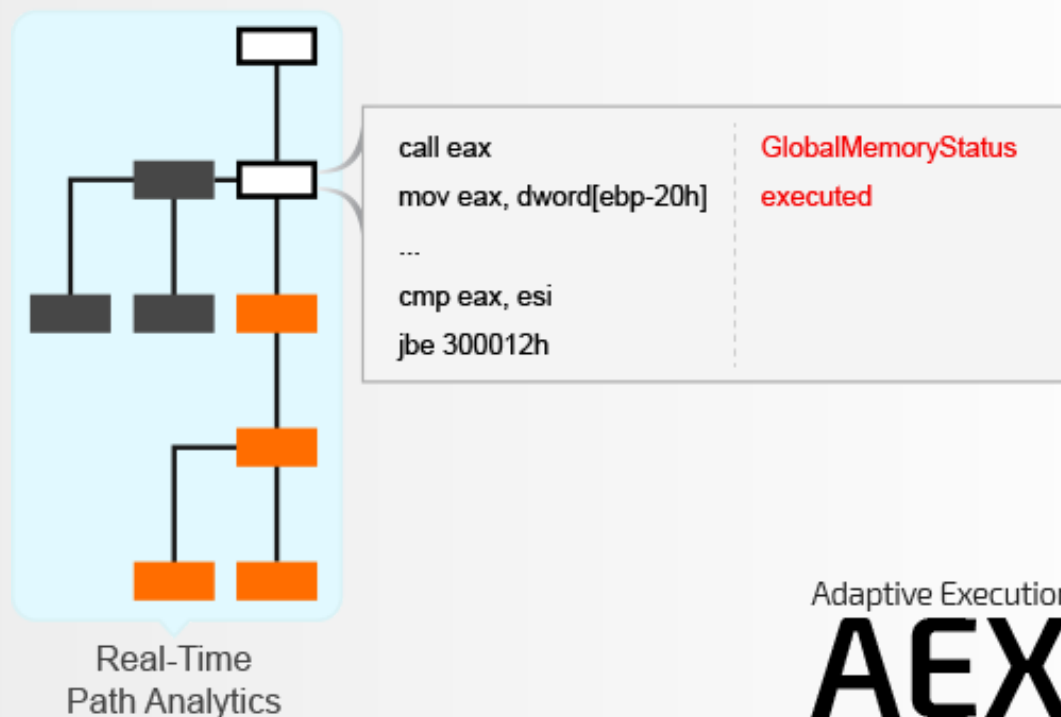 call eax
GlobalMemoryStatus
mov eax, dword[ebp-20h]
executed
...
cmp eax, esi
jbe 300012h
Adaptive Execution
AEX
Real-Time
Path Analytics